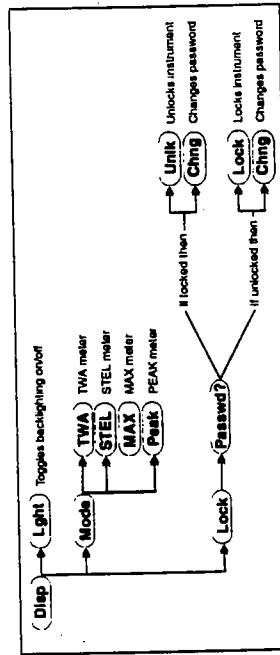 Disp
Lght Toggles backlighting on/off
Mode
TWA TWA meter
STEL STEL meter
MAX MAX meter
Peak PEAK meter
Lock
Passwd?
If locked then
Unlk Unlocks instrument
Chng Changes password
If unlocked then
Lock Locks instrument
Chng Changes password